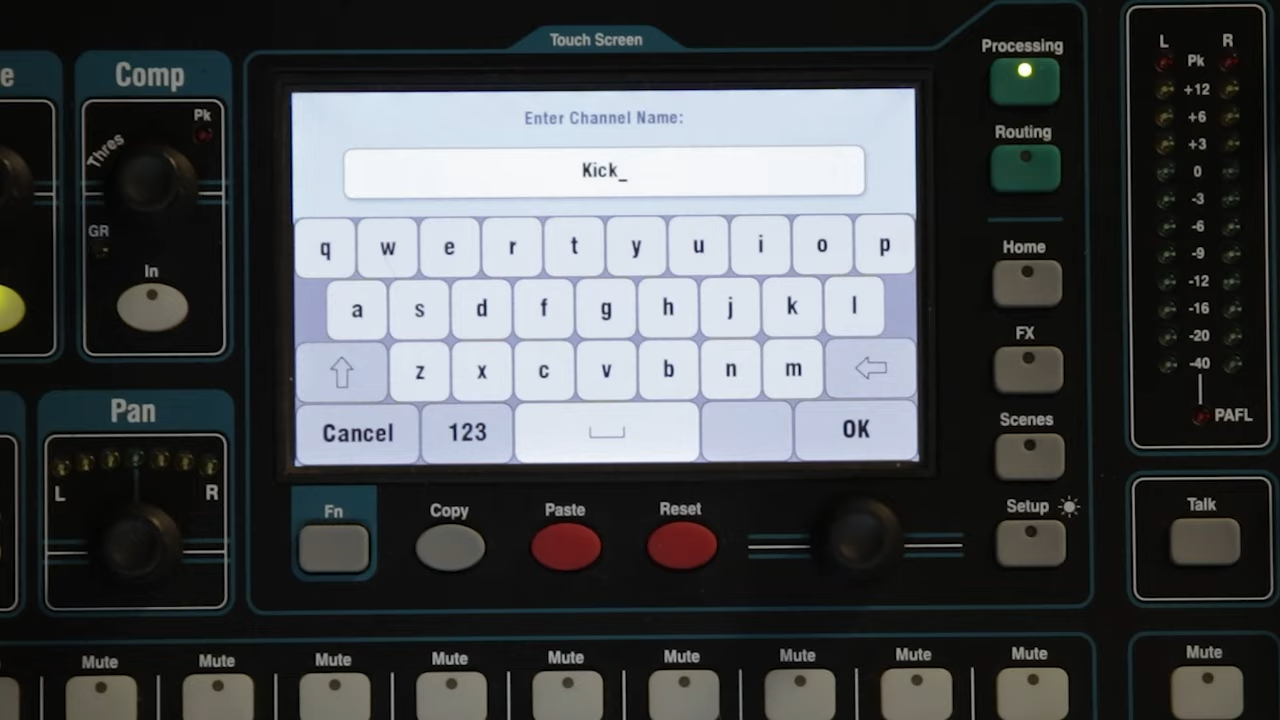 Touch Screen
e
Comp
Pk
Thres
GR
In
Pan
L
R
Enter Channel Name:
Kick_
q w e r t y u i o p
a s d f g h j k l
z x c v b n m
Cancel 123 OK
Fn
Copy
Paste
Reset
Processing
Routing
Home
FX
Scenes
Setup
L R
Pk
+12
+6
+3
0
-3
-6
-9
-12
-16
-20
-40
PAFL
Talk
Mute Mute Mute Mute Mute Mute Mute Mute Mute Mute